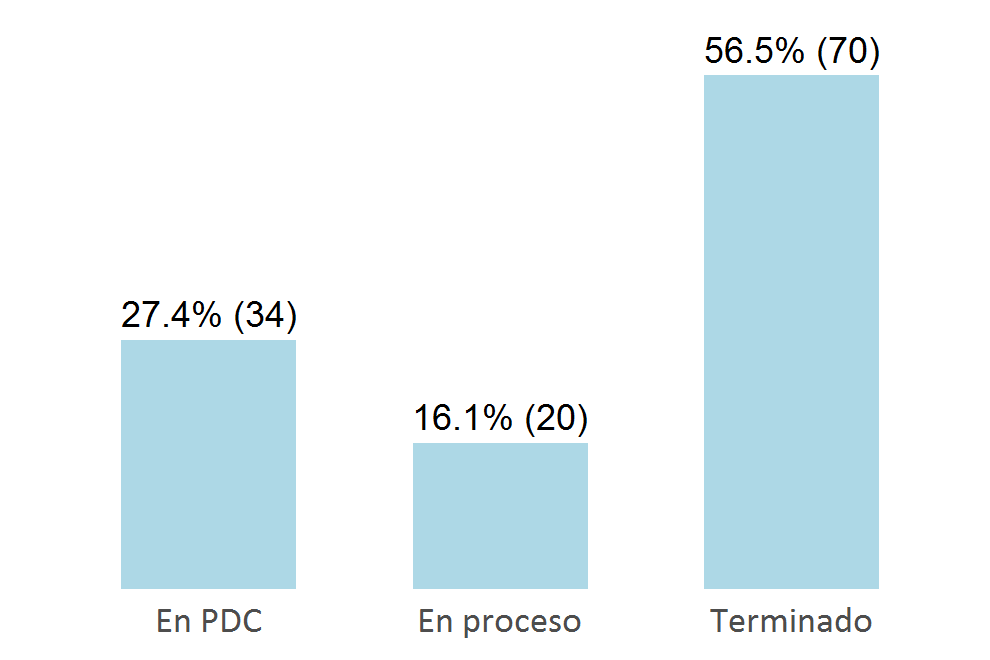 56.5% (70)
27.4% (34)
16.1% (20)
En PDC
En proceso
Terminado